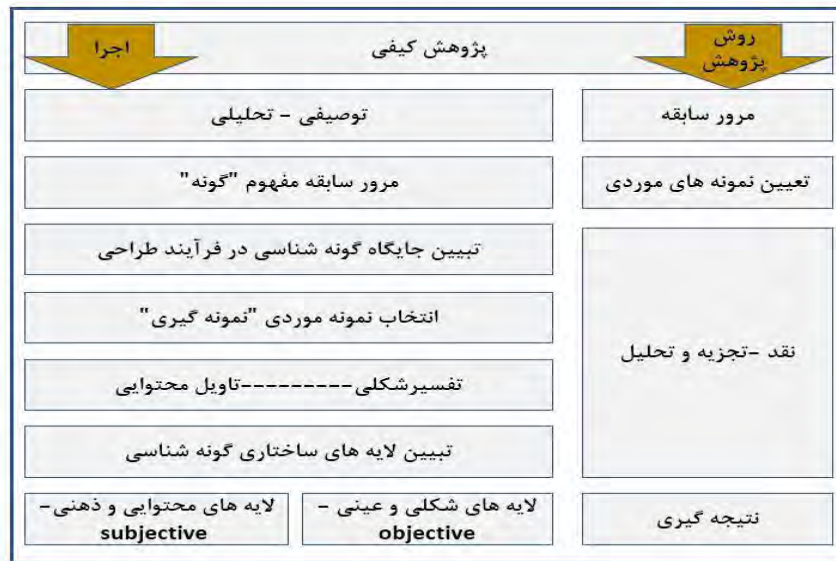 روش
پژوهش
پژوهش کیفی
اجرا
مرور سابقه
توصیفی - تحلیلی
تعیین نمونه های موردی
مرور سابقه مفهوم "گونه"
تبیین جایگاه گونه شناسی در فرآیند طراحی
انتخاب نمونه موردی "نمونه گیری"
نقد -تجزیه و تحلیل
تفسیرشکلی---------تاویل محتوایی
تبیین لایه های ساختاری گونه شناسی
نتیجه گیری
لایه های شکلی و عینی -
objective
لایه های محتوایی و ذهنی-
subjective